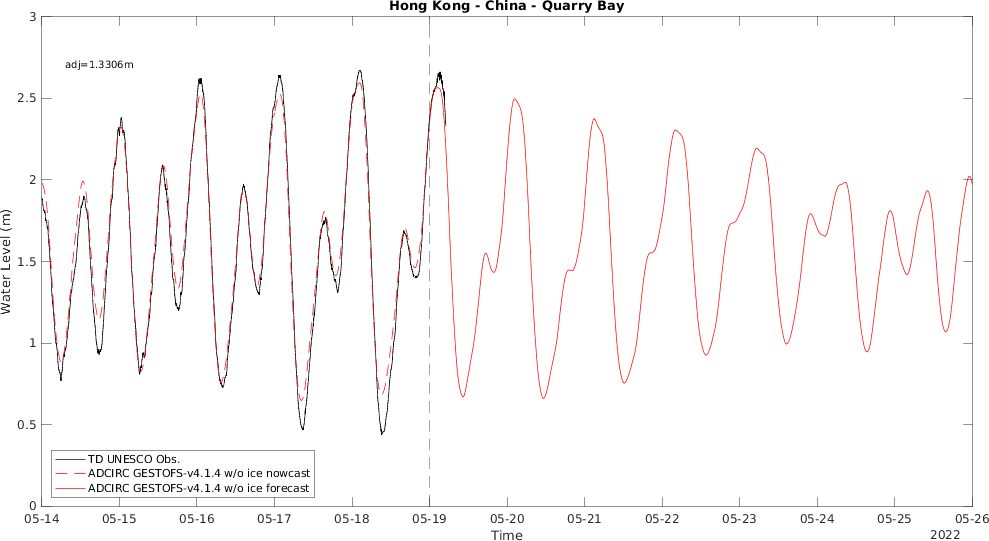 Hong Kong - China - Quarry Bay
3
adj=1.3306m
2.5
2
1.5
1
0.5
0
Water Level (m)
TD UNESCO Obs.
ADCIRC GESTOFS-v4.1.4 w/o ice nowcast
ADCIRC GESTOFS-v4.1.4 w/o ice forecast
05-14 05-15 05-16 05-17 05-18 05-19 05-20 05-21 05-22 05-23 05-24 05-25 05-26
Time
2022